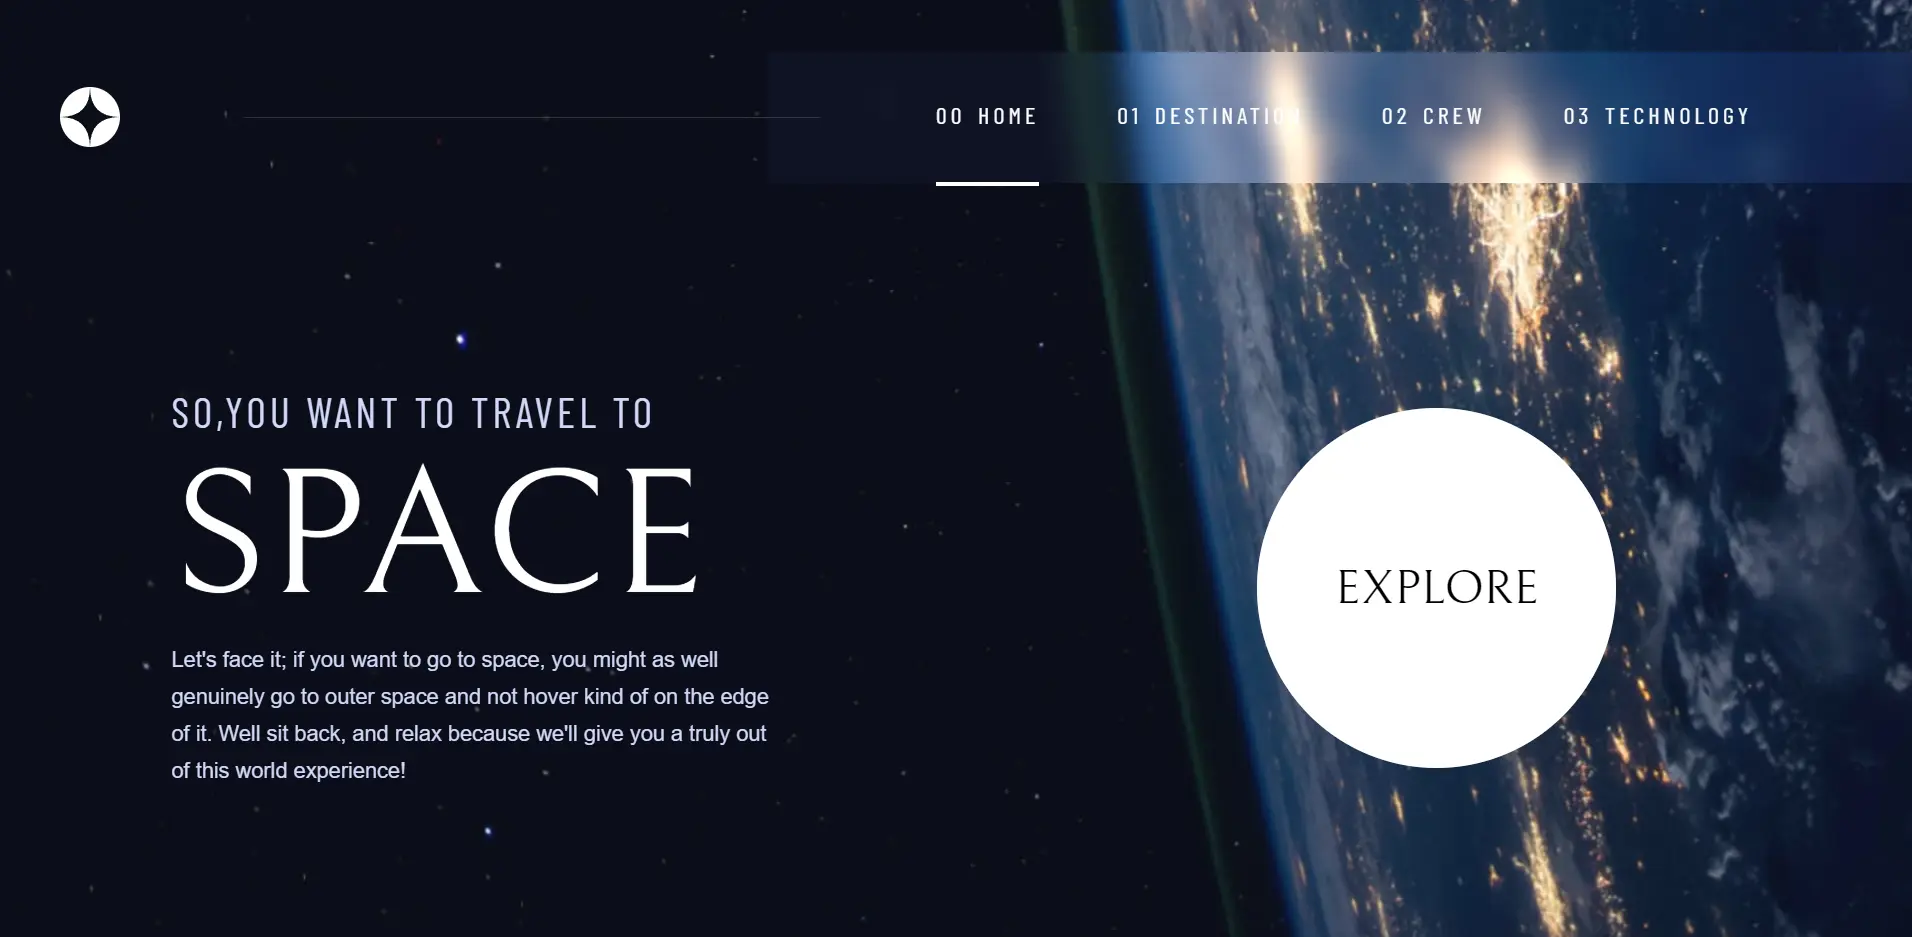 00 HOME 01 DESTINATION 02 CREW 03 TECHNOLOGY
SO,YOU WANT TO TRAVEL TO
SPACE
Let's face it; if you want to go to space, you might as well
genuinely go to outer space and not hover kind of on the edge
of it. Well sit back, and relax because we'll give you a truly out
of this world experience!
EXPLORE